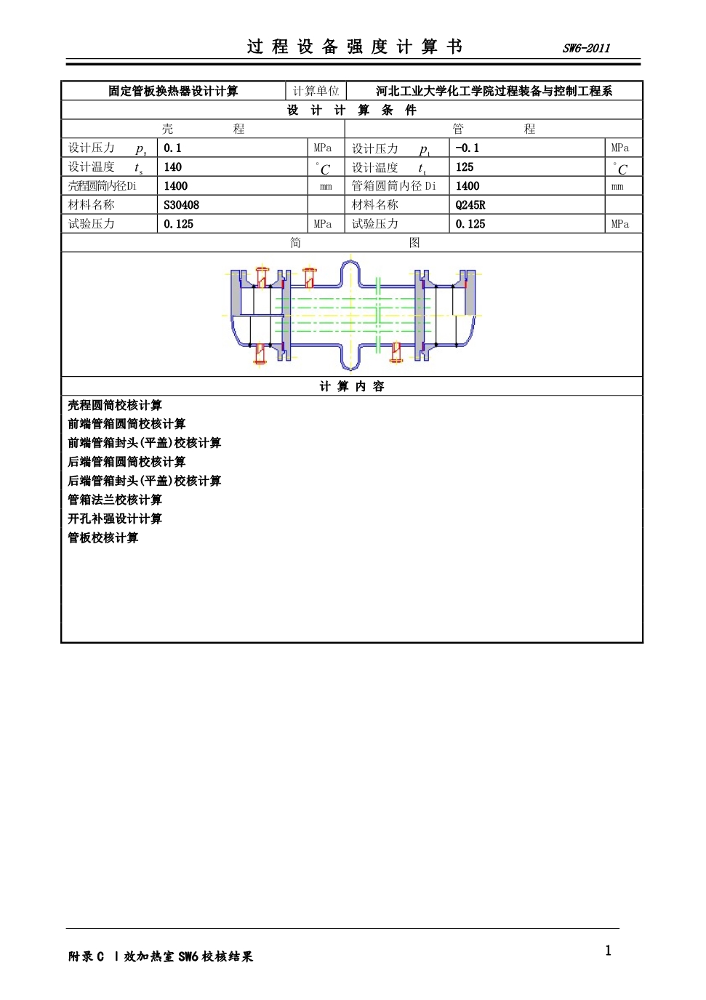 过 程 设 备 强 度 计 算 书 SW6-2011
固定管板换热器设计计算 计算单位 河北工业大学化工学院过程装备与控制工程系
设 计 计 算 条 件
壳 程 管 程
设计压力 ps 0.1 MPa 设计压力 pt -0.1 MPa
设计温度 ts 140 °C 设计温度 tt 125 °C
壳程圆筒内径Di 1400 mm 管箱圆筒内径 Di 1400 mm
材料名称 S30408 材料名称 Q245R
试验压力 0.125 MPa 试验压力 0.125 MPa
简 图
计 算 内 容
壳程圆筒校核计算
前端管箱圆筒校核计算
前端管箱封头(平盖)校核计算
后端管箱圆筒校核计算
后端管箱封头(平盖)校核计算
管箱法兰校核计算
开孔补强设计计算
管板校核计算
附录 C Ⅰ效加热室 SW6 校核结果 1